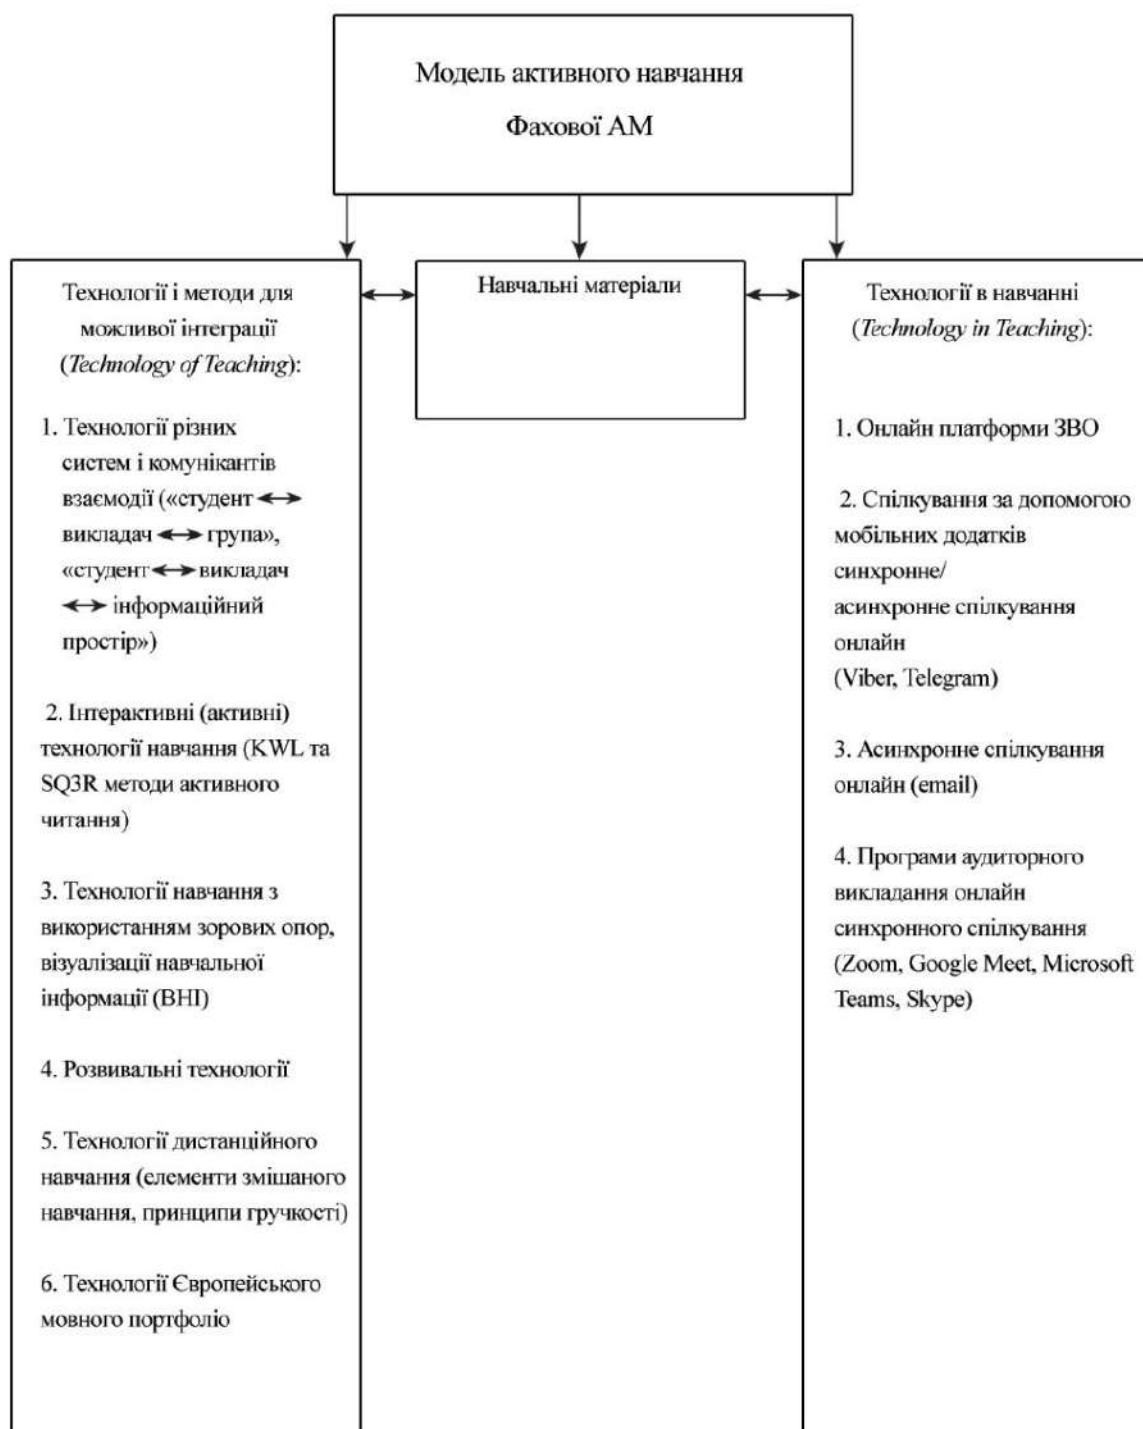 Модель активного навчання
Фахової АМ
Технології і методи для
можливої інтеграції
(Technology of Teaching):
1. Технології різних
систем і комунікантів
взаємодії («студент ↔
викладач ↔ група»,
«студент ↔ викладач
↔ інформаційний
простір»)
2. Інтерактивні (активні)
технології навчання (KWL та
SQ3R методи активного
читання)
3. Технології навчання з
використанням зорових опор,
візуалізації навчальної
інформації (ВНІ)
4. Розвивальні технології
5. Технології дистанційного
навчання (елементи змішаного
навчання, принципи гручкості)
6. Технології Європейського
мовного портфоліо
Навчальні матеріали
Технології в навчанні
(Technology in Teaching):
1. Онлайн платформи ЗВО
2. Спілкування за допомогою
мобільних додатків
синхронне/
асинхронне спілкування
онлайн
(Viber, Telegram)
3. Асинхронне спілкування
онлайн (email)
4. Програми аудиторного
викладання онлайн
синхронного спілкування
(Zoom, Google Meet, Microsoft
Teams, Skype)